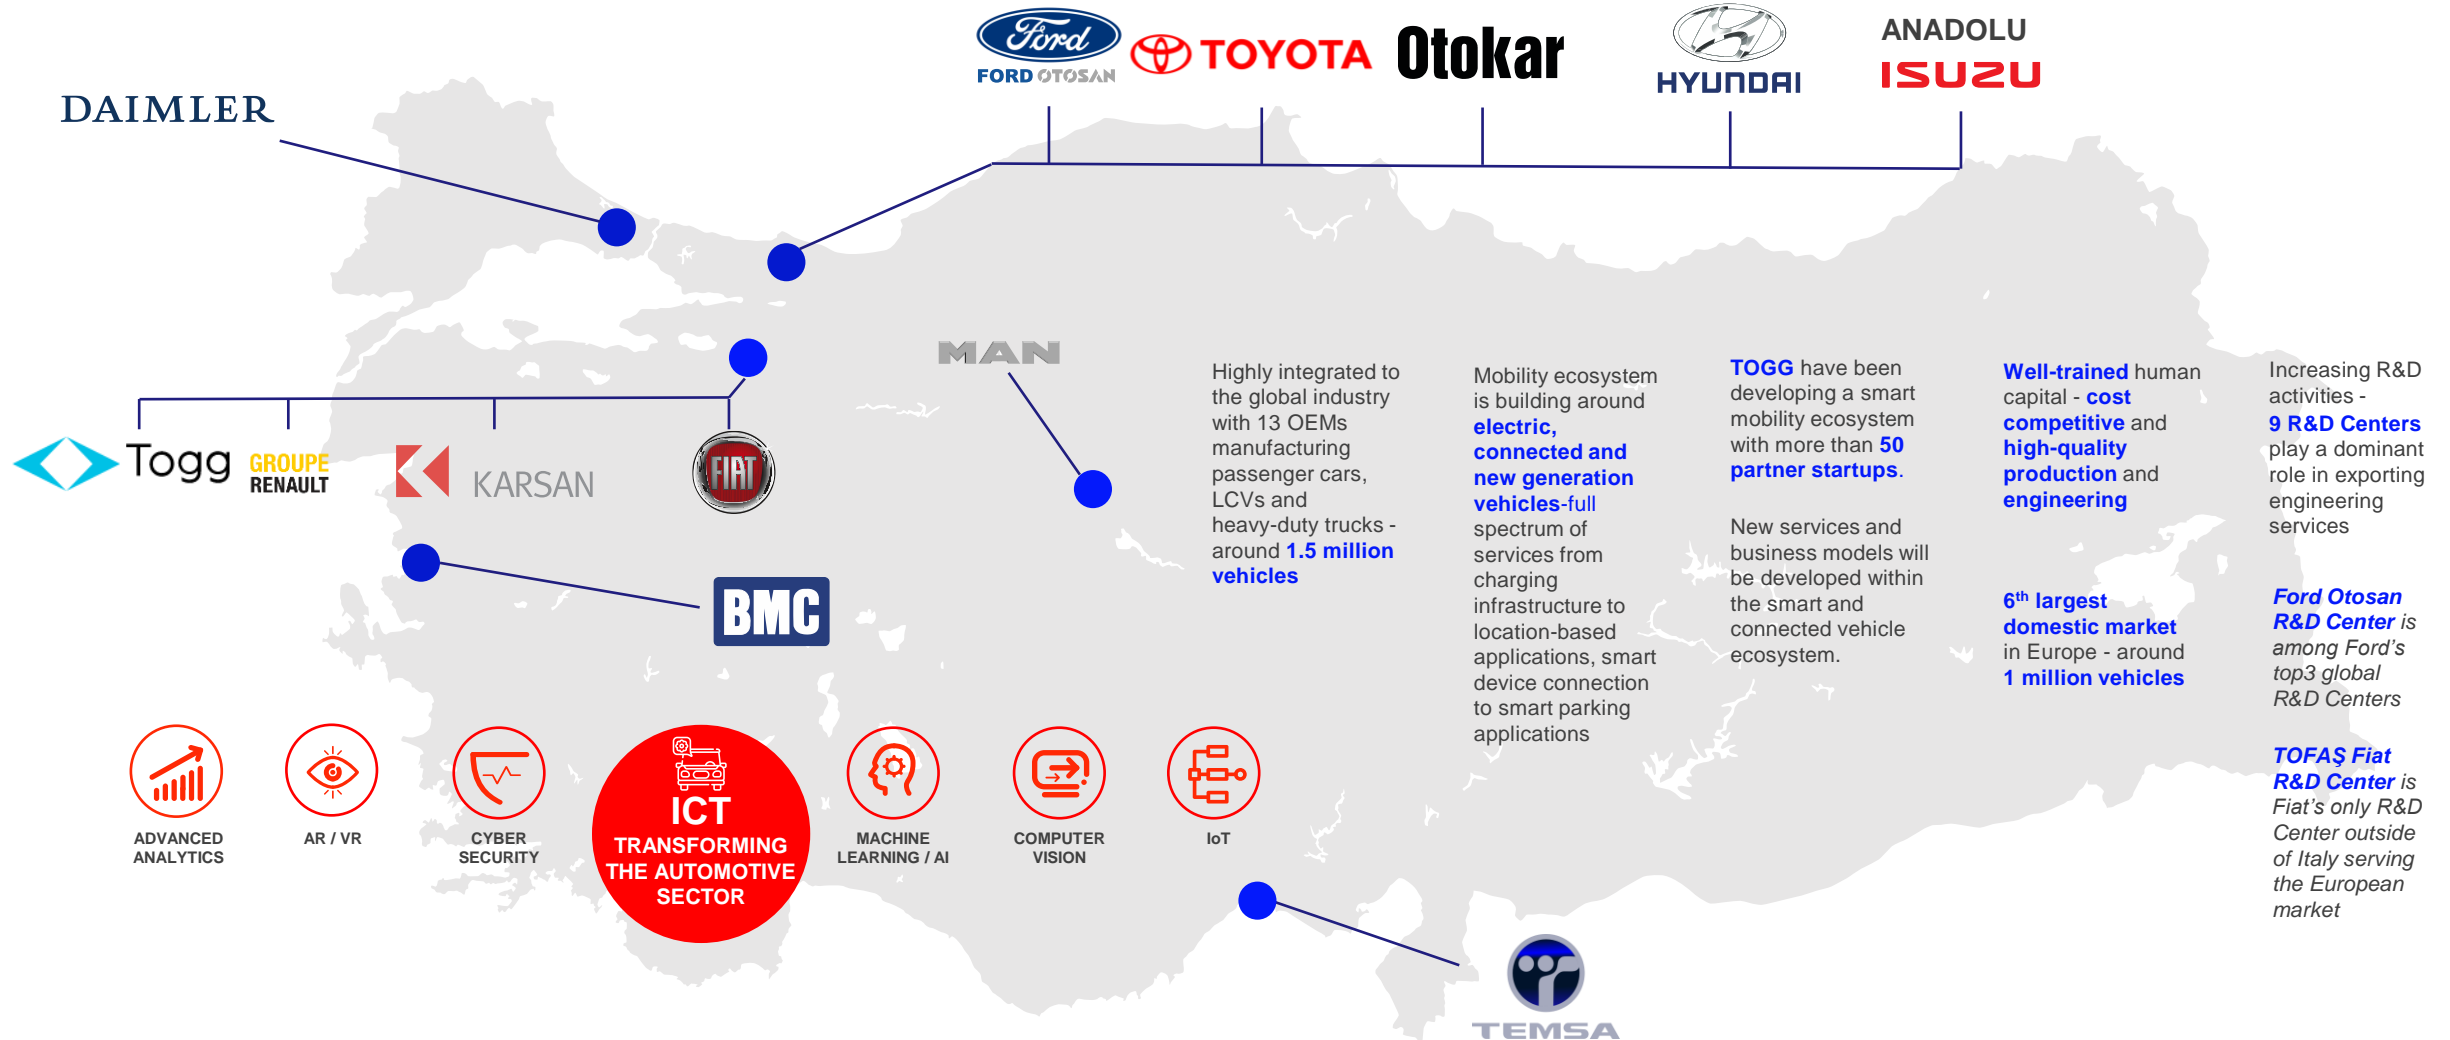 DAIMLER
Ford
FORD OTOSAN
TOYOTA
Otokar
HYUNDAI
ANADOLU
ISUZU
Togg
GROUPE
RENAULT
KARSAN
FIAT
MAN
BMC
Highly integrated to
the global industry
with 13 OEMs
manufacturing
passenger cars,
LCVs and
heavy-duty trucks -
around 1.5 million
vehicles
Mobility ecosystem
is building around
electric,
connected and
new generation
vehicles-full
spectrum of
services from
charging
infrastructure to
location-based
applications, smart
device connection
to smart parking
applications
TOGG have been
developing a smart
mobility ecosystem
with more than 50
partner startups.
New services and
business models will
be developed within
the smart and
connected vehicle
ecosystem.
Well-trained human
capital - cost
competitive and
high-quality
production and
engineering
6th largest
domestic market
in Europe - around
1 million vehicles
Increasing R&D
activities -
9 R&D Centers
play a dominant
role in exporting
engineering
services
Ford Otosan
R&D Center is
among Ford's
top3 global
R&D Centers
TOFAŞ Fiat
R&D Center is
Fiat's only R&D
Center outside
of Italy serving
the European
market
ADVANCED
ANALYTICS
AR / VR
CYBER
SECURITY
ICT
TRANSFORMING
THE AUTOMOTIVE
SECTOR
MACHINE
LEARNING / AI
COMPUTER
VISION
IoT
TEMSA